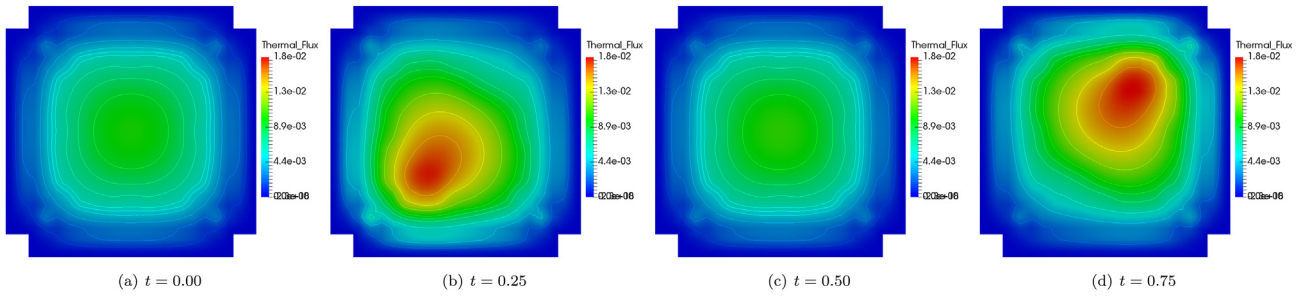 Thermal_Flux
1.8e-02
1.3e-02
8.9e-03
4.4e-03
Thermal_Flux
1.8e-02
1.3e-02
8.9e-03
4.4e-03
Thermal_Flux
1.8e-02
1.3e-02
8.9e-03
4.4e-03
Thermal_Flux
1.8e-02
1.3e-02
8.9e-03
4.4e-03
(a) t = 0.00
(b) t = 0.25
(c) t = 0.50
(d) t = 0.75